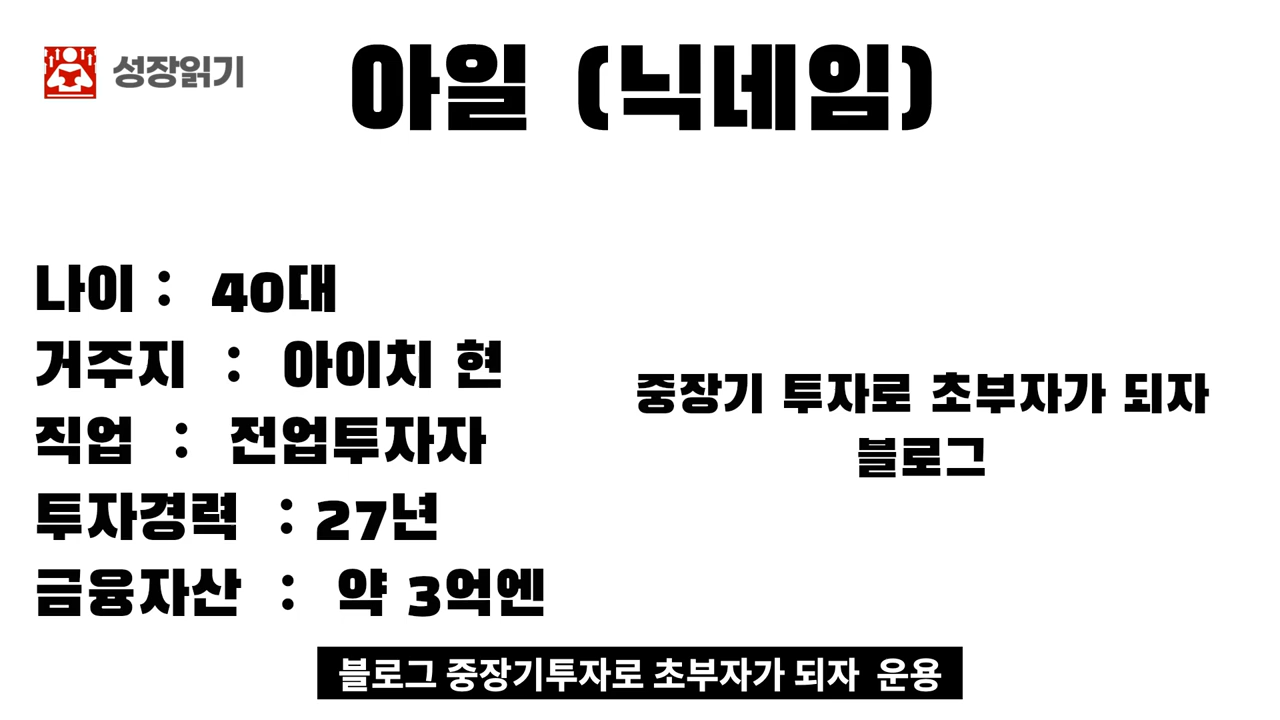 성장읽기
아일 (닉네임)
나이 : 40대
거주지 : 아이치 현
직업 : 전업투자자
투자경력 : 27년
금융자산 : 약 3억엔
중장기 투자로 초부자가 되자
블로그
블로그 중장기투자로 초부자가 되자 운용